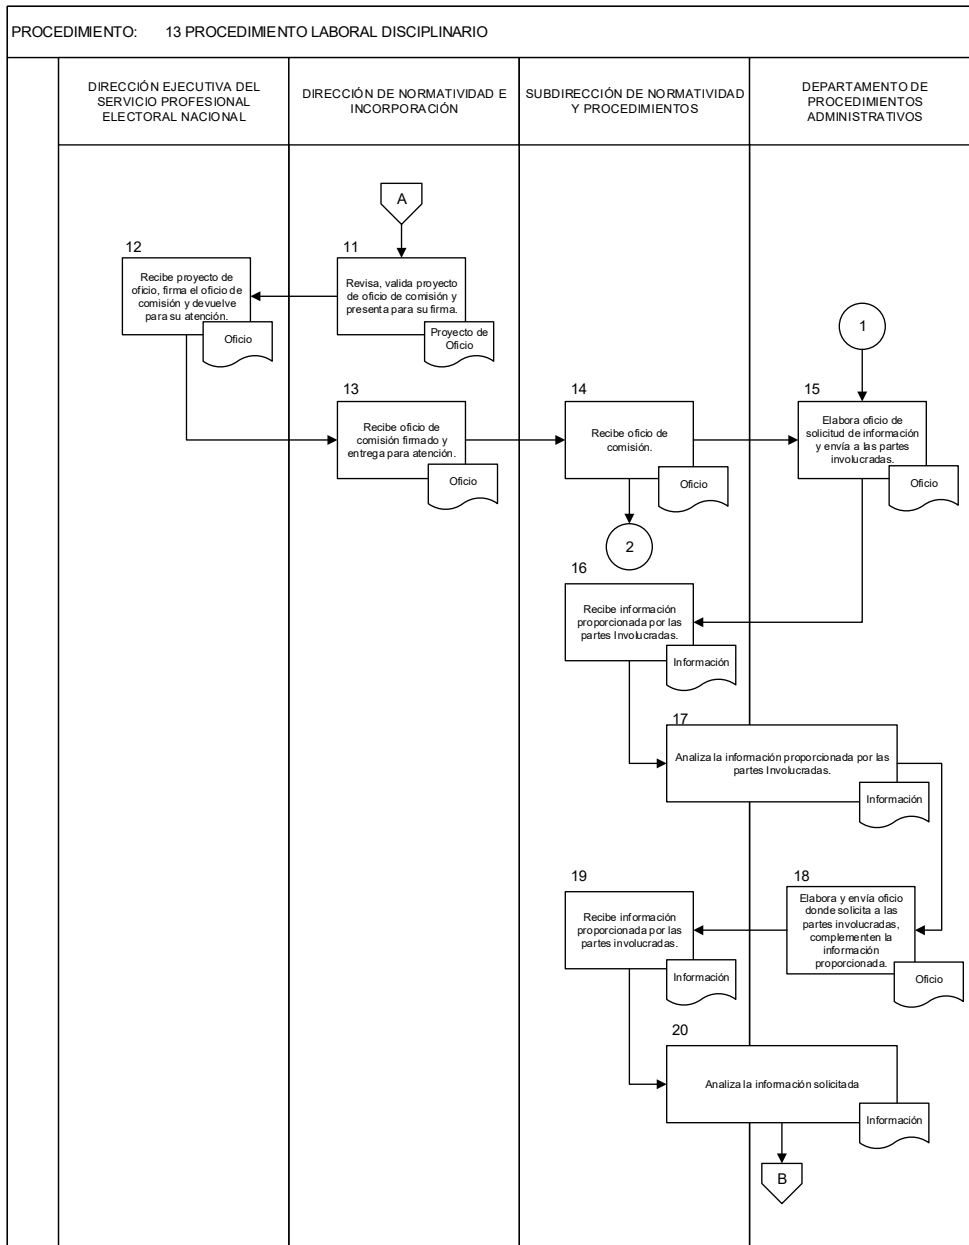 PROCEDIMIENTO: 13 PROCEDIMIENTO LABORAL DISCIPLINARIO
DIRECCIÓN EJECUTIVA DEL
SERVICIO PROFESIONAL
ELECTORAL NACIONAL
DIRECCIÓN DE NORMATIVIDAD E
INCORPORACIÓN
SUBDIRECCIÓN DE NORMATIVIDAD
Y PROCEDIMIENTOS
DEPARTAMENTO DE
PROCEDIMIENTOS
ADMINISTRATIVOS
A
11
Revisa, valida proyecto
de oficio de comisión y
presenta para su firma.
Proyecto de
Oficio
12
Recibe proyecto de
oficio, firma el oficio de
comisión y devuelve
para su atención.
Oficio
13
Recibe oficio de
comisión firmado y
entrega para atención.
Oficio
14
Recibe oficio de
comisión.
Oficio
2
1
15
Elabora oficio de
solicitud de información
y envía a las partes
involucradas.
Oficio
16
Recibe información
proporcionada por las
partes Involucradas.
Información
17
Analiza la información proporcionada por las
partes Involucradas.
Información
18
Elabora y envía oficio
donde solicita a las
partes involucradas,
complementen la
información
proporcionada.
Oficio
19
Recibe información
proporcionada por las
partes involucradas.
Información
20
Analiza la información solicitada
Información
B